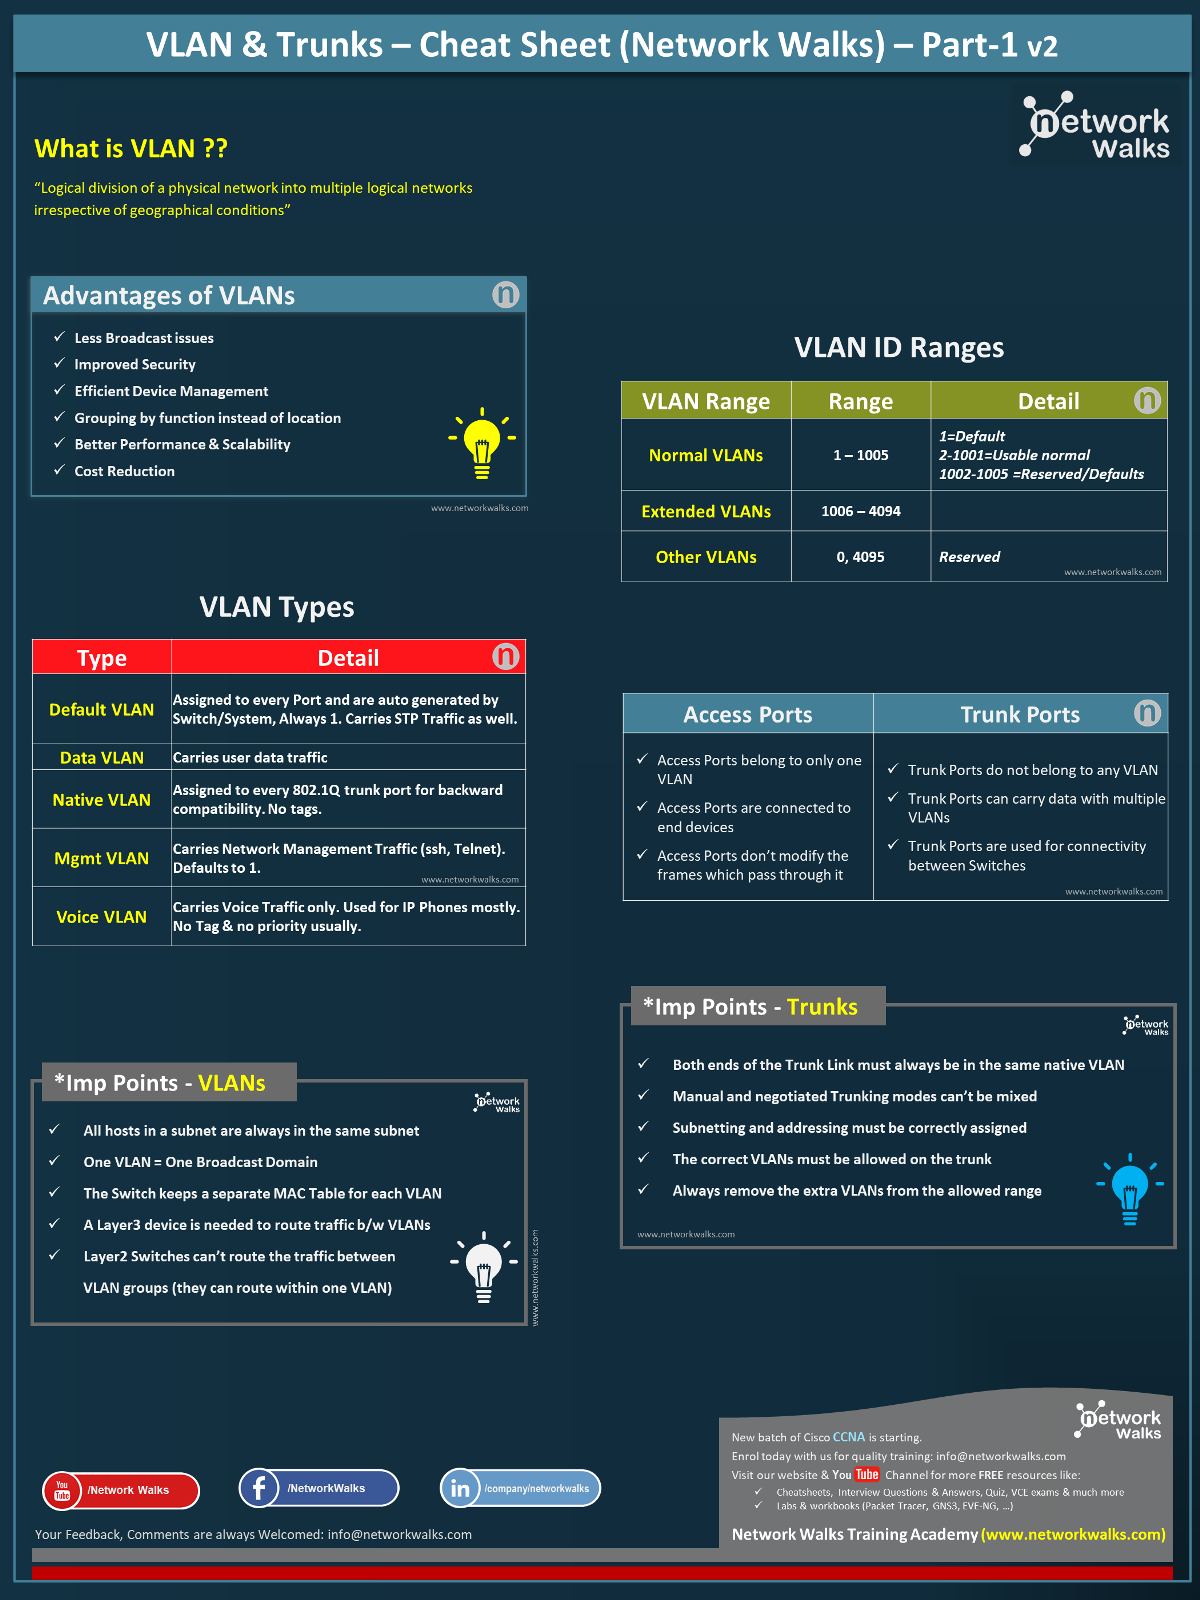 VLAN & Trunks – Cheat Sheet (Network Walks) – Part-1 v2
network
Walks
What is VLAN ??
“Logical division of a physical network into multiple logical networks
irrespective of geographical conditions”
Advantages of VLANs
n
✓ Less Broadcast issues
✓ Improved Security
✓ Efficient Device Management
✓ Grouping by function instead of location
✓ Better Performance & Scalability
✓ Cost Reduction
www.networkwalks.com
VLAN Types
Type Detail n
Default VLAN
Assigned to every Port and are auto generated by
Switch/System, Always 1. Carries STP Traffic as well.
Data VLAN
Carries user data traffic
Native VLAN
Assigned to every 802.1Q trunk port for backward
compatibility. No tags.
Mgmt VLAN
Carries Network Management Traffic (ssh, Telnet).
Defaults to 1.
www.networkwalks.com
Voice VLAN
Carries Voice Traffic only. Used for IP Phones mostly.
No Tag & no priority usually.
*Imp Points - VLANs
network
Walks
✓ All hosts in a subnet are always in the same subnet
✓ One VLAN = One Broadcast Domain
✓ The Switch keeps a separate MAC Table for each VLAN
✓ A Layer3 device is needed to route traffic b/w VLANs
✓ Layer2 Switches can’t route the traffic between
VLAN groups (they can route within one VLAN)
www.networkwalks.com
VLAN ID Ranges
VLAN Range Range Detail n
Normal VLANs
1 – 1005
1=Default
2-1001=Usable normal
1002-1005 =Reserved/Defaults
Extended VLANs
1006 – 4094
Other VLANs
0, 4095
Reserved
www.networkwalks.com
Access Ports
✓ Access Ports belong to only one
VLAN
✓ Access Ports are connected to
end devices
✓ Access Ports don’t modify the
frames which pass through it
Trunk Ports n
✓ Trunk Ports do not belong to any VLAN
✓ Trunk Ports can carry data with multiple
VLANs
✓ Trunk Ports are used for connectivity
between Switches
www.networkwalks.com
*Imp Points - Trunks
network
Walks
✓ Both ends of the Trunk Link must always be in the same native VLAN
✓ Manual and negotiated Trunking modes can’t be mixed
✓ Subnetting and addressing must be correctly assigned
✓ The correct VLANs must be allowed on the trunk
✓ Always remove the extra VLANs from the allowed range
www.networkwalks.com
You
Tube
/Network Walks
f /NetworkWalks
in /company/networkwalks
Your Feedback, Comments are always Welcomed: info@networkwalks.com
network
Walks
New batch of Cisco CCNA is starting.
Enrol today with us for quality training: info@networkwalks.com
Visit our website & You Tube Channel for more FREE resources like:
✓ Cheatsheets, Interview Questions & Answers, Quiz, VCE exams & much more
✓ Labs & workbooks (Packet Tracer, GNS3, EVE-NG, ...)
Network Walks Training Academy (www.networkwalks.com)